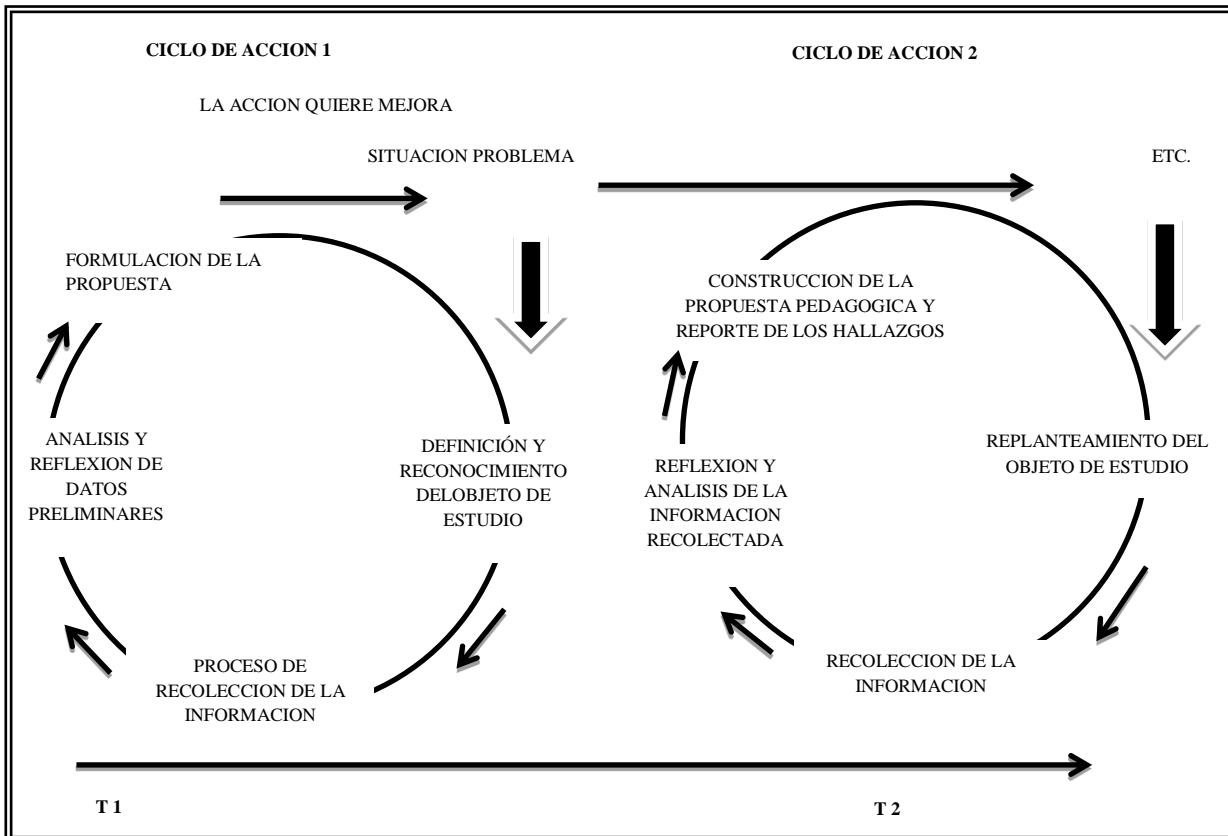 CICLO DE ACCION 1
CICLO DE ACCION 2
LA ACCION QUIERE MEJORA
SITUACION PROBLEMA
ETC.
FORMULACION DE LA
PROPUESTA
DEFINICIÓN Y
RECONOCIMIENTO
DELOBJETO DE
ESTUDIO
PROCESO DE
RECOLECCION DE LA
INFORMACION
ANALISIS Y
REFLEXION DE
DATOS
PRELIMINARES
CONSTRUCCION DE LA
PROPUESTA PEDAGOGICA Y
REPORTE DE LOS HALLAZGOS
REPLANTEAMIENTO DEL
OBJETO DE ESTUDIO
RECOLECCION DE LA
INFORMACION
REFLEXION Y
ANALISIS DE LA
INFORMACION
RECOLECTADA
T 1
T 2